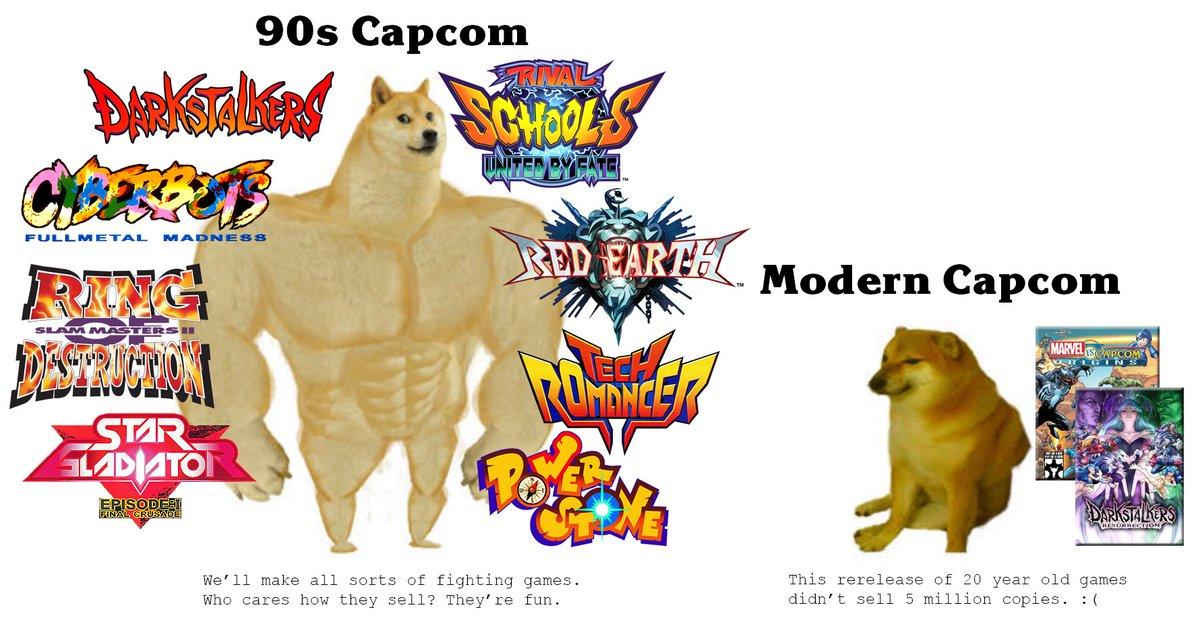 90s Capcom
DARKSTALKERS
CYBERBOTS
FULLMETAL MADNESS
RING
SLAM MASTERS II
OF
DESTRUCTION
STAR
GLADIATOR
EPISODE:I
FINAL CRUSADE
RIVAL
SCHOOLS
UNITED BY FATE
TM
RED EARTH
TM
TECH
ROMANCER
POWER
STONE
We'll make all sorts of fighting games.
Who cares how they sell? They're fun.
Modern Capcom
MARVEL VS CAPCOM
ORIGINS
DARKSTALKERS
RESURRECTION
This rerelease of 20 year old games
didn't sell 5 million copies. :(